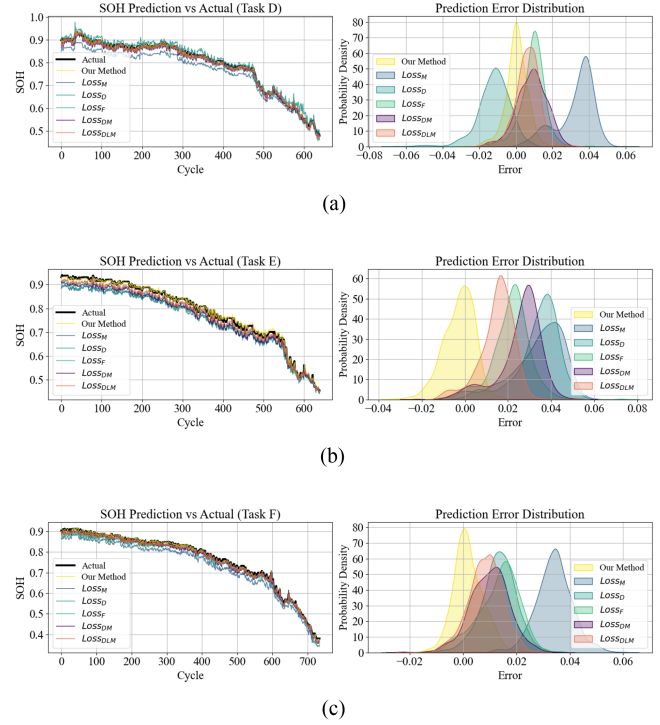 SOH Prediction vs Actual (Task D)
1.0
0.9
0.8
0.7
0.6
0.5
SOH
Actual
Our Method
Loss_M
Loss_D
Loss_F
Loss_DM
Loss_DLM
0 100 200 300 400 500 600
Cycle
Prediction Error Distribution
80
70
60
50
40
30
20
10
0
Probability Density
Our Method
Loss_M
Loss_D
Loss_F
Loss_DM
Loss_DLM
−0.08 −0.06 −0.04 −0.02 0.00 0.02 0.04 0.06
Error
(a)
SOH Prediction vs Actual (Task E)
0.9
0.8
0.7
0.6
0.5
SOH
Actual
Our Method
Loss_M
Loss_D
Loss_F
Loss_DM
Loss_DLM
0 100 200 300 400 500 600
Cycle
Prediction Error Distribution
60
50
40
30
20
10
0
Probability Density
Our Method
Loss_M
Loss_D
Loss_F
Loss_DM
Loss_DLM
−0.04 −0.02 0.00 0.02 0.04 0.06 0.08
Error
(b)
SOH Prediction vs Actual (Task F)
0.9
0.8
0.7
0.6
0.5
0.4
SOH
Actual
Our Method
Loss_M
Loss_D
Loss_F
Loss_DM
Loss_DLM
0 100 200 300 400 500 600 700
Cycle
Prediction Error Distribution
80
70
60
50
40
30
20
10
0
Probability Density
Our Method
Loss_M
Loss_D
Loss_F
Loss_DM
Loss_DLM
−0.02 0.00 0.02 0.04 0.06
Error
(c)